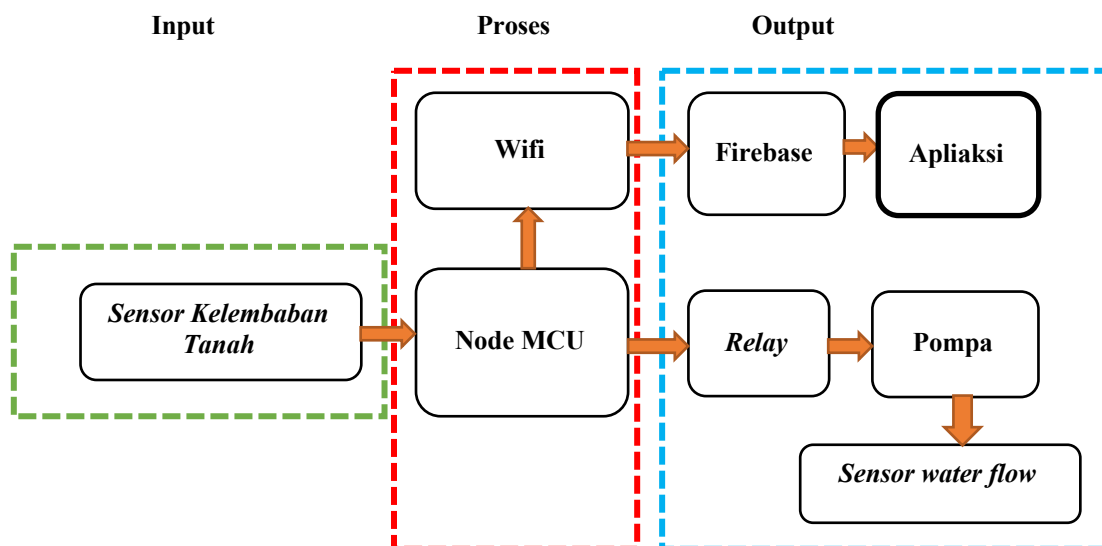 Input
Proses
Output
Wifi
Firebase
Apliaksi
Sensor Kelembaban
Tanah
Node MCU
Relay
Pompa
Sensor water flow